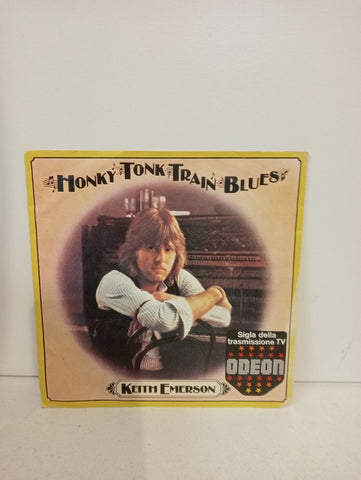 HONKY TONK TRAIN BLUES
Sigla della
trasmissione TV
ODEON
KEITH EMERSON